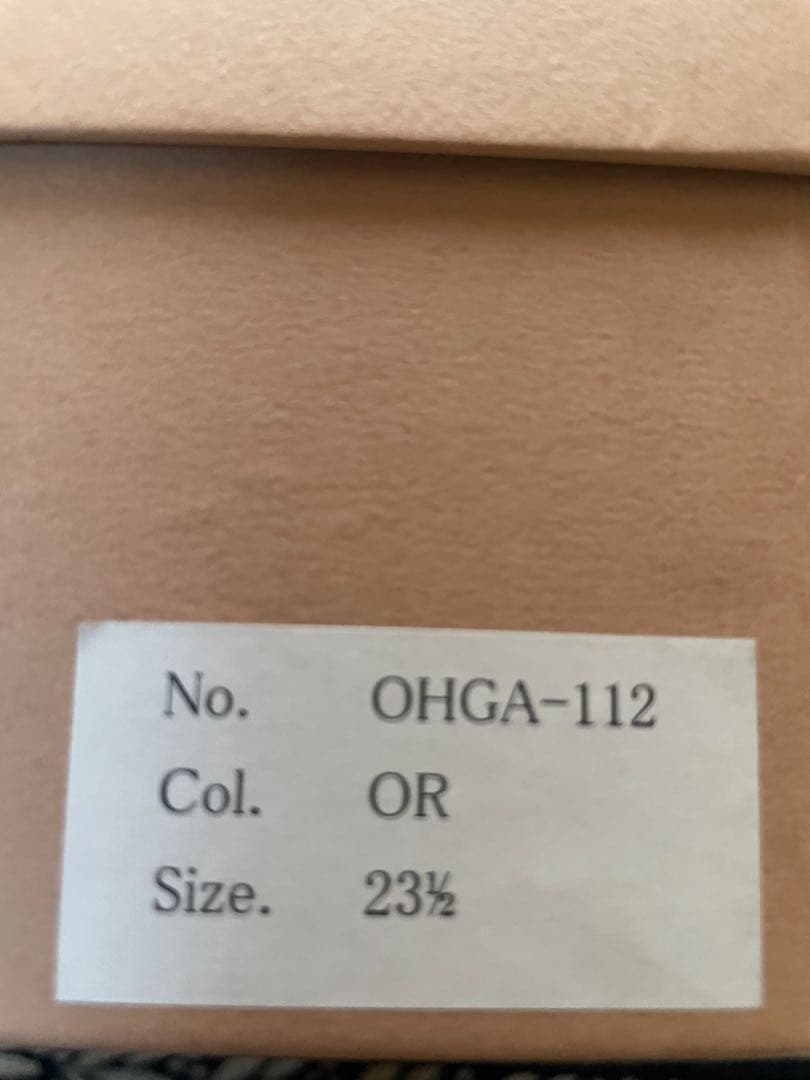 No. OHGA-112
Col. OR
Size. 23½